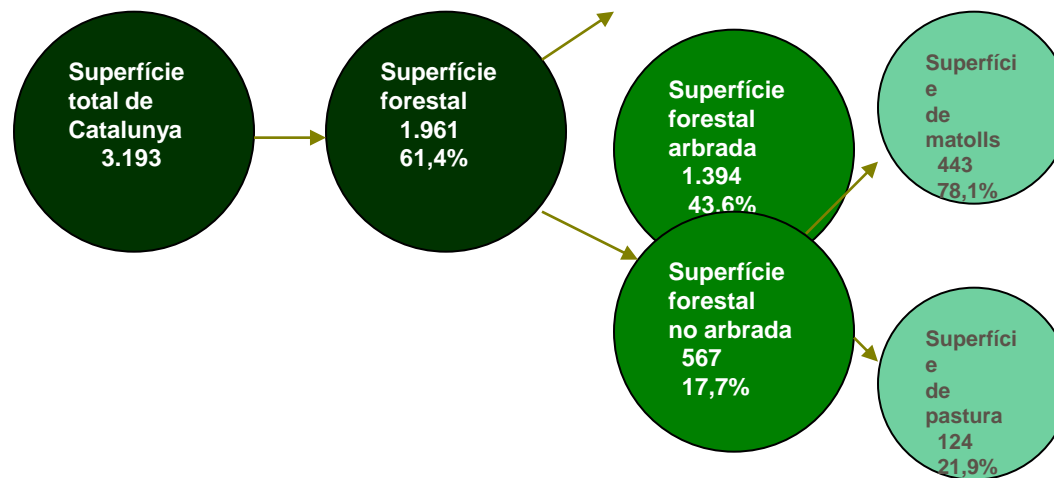 Superfície
total de
Catalunya
3.193
Superfície
forestal
1.961
61,4%
Superfície
forestal
arbrada
1.394
43,6%
Superfície
forestal
no arbrada
567
17,7%
Superfíci
e
de
matolls
443
78,1%
Superfíci
e
de
pastura
124
21,9%